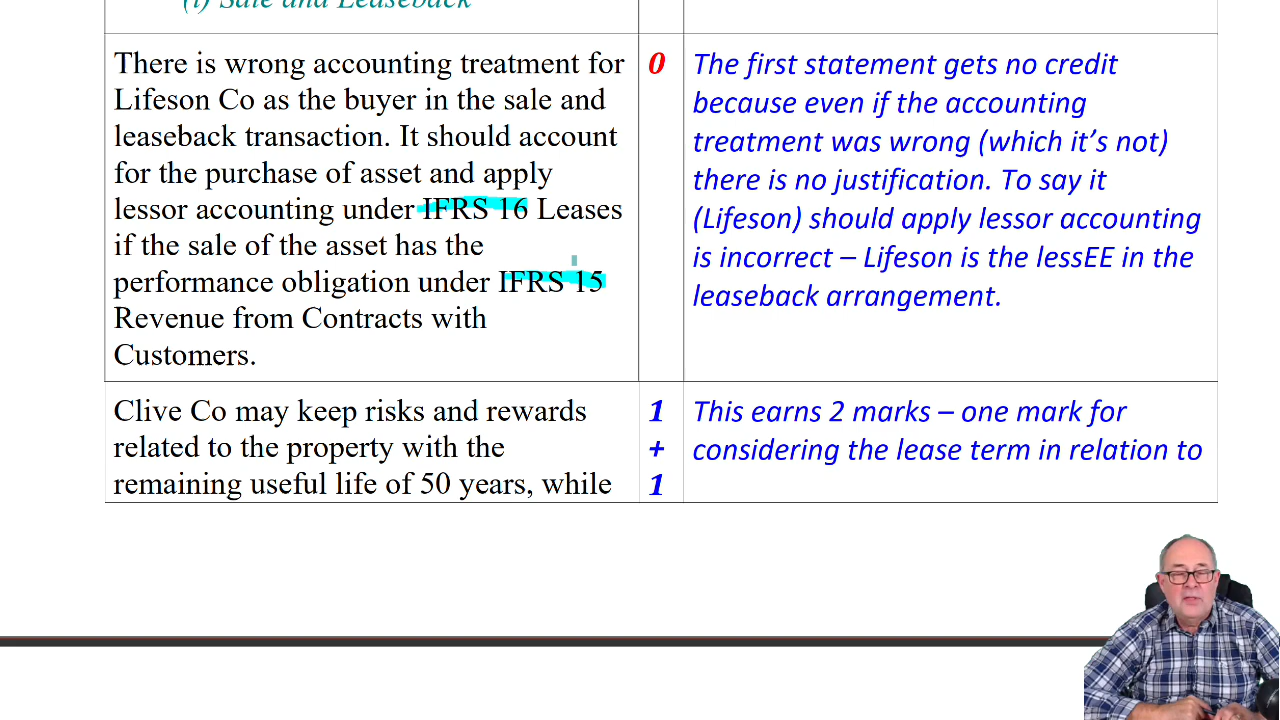 (i) Sale and Leaseback
There is wrong accounting treatment for
Lifeson Co as the buyer in the sale and
leaseback transaction. It should account
for the purchase of asset and apply
lessor accounting under IFRS 16 Leases
if the sale of the asset has the
performance obligation under IFRS 15
Revenue from Contracts with
Customers.
0
The first statement gets no credit
because even if the accounting
treatment was wrong (which it's not)
there is no justification. To say it
(Lifeson) should apply lessor accounting
is incorrect – Lifeson is the lessEE in the
leaseback arrangement.
Clive Co may keep risks and rewards
related to the property with the
remaining useful life of 50 years, while
1
+
1
This earns 2 marks – one mark for
considering the lease term in relation to